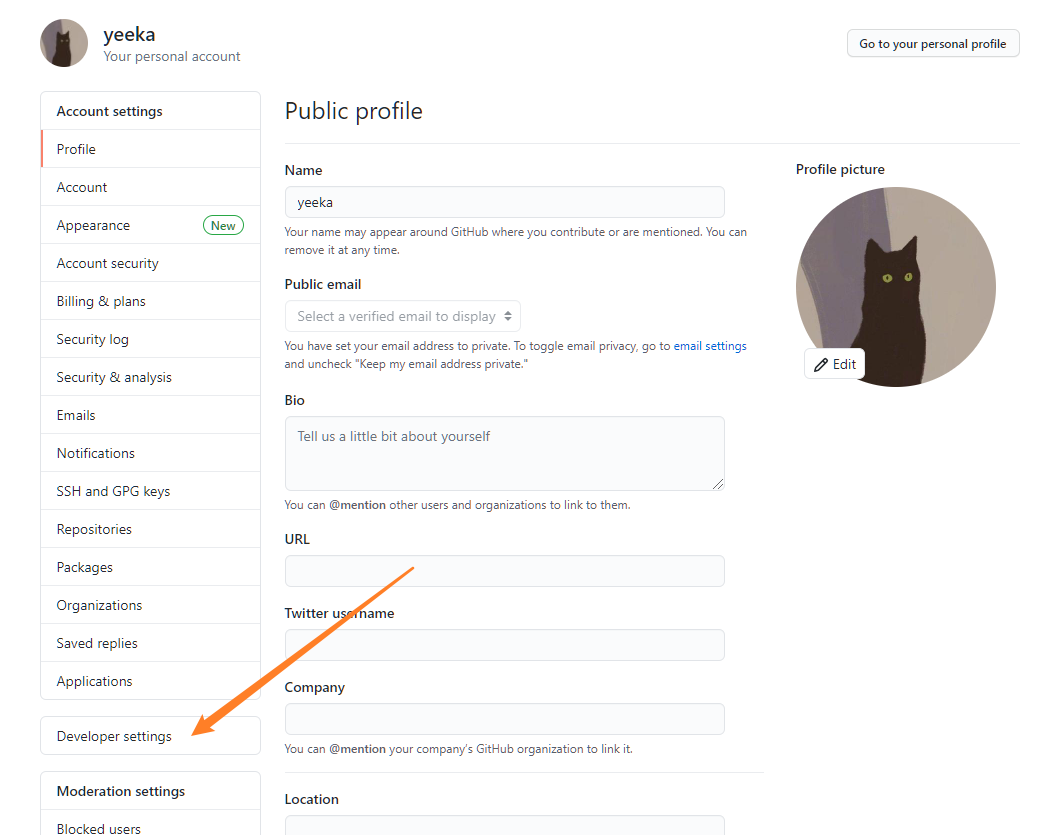 yeeka
Your personal account
Go to your personal profile
Account settings
Profile
Account
Appearance New
Account security
Billing & plans
Security log
Security & analysis
Emails
Notifications
SSH and GPG keys
Repositories
Packages
Organizations
Saved replies
Applications
Developer settings
Moderation settings
Blocked users
Public profile
Name
yeeka
Your name may appear around GitHub where you contribute or are mentioned. You can
remove it at any time.
Public email
Select a verified email to display
You have set your email address to private. To toggle email privacy, go to email settings
and uncheck "Keep my email address private."
Bio
Tell us a little bit about yourself
You can @mention other users and organizations to link to them.
URL
Twitter username
Company
You can @mention your company's GitHub organization to link it.
Location
Profile picture
Edit